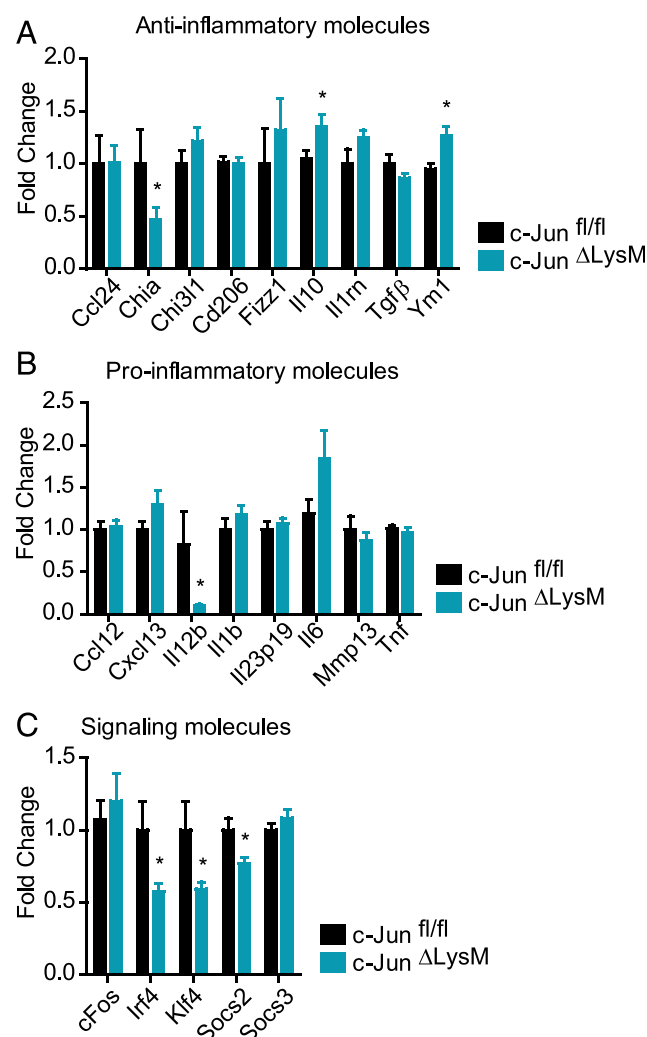 A
Anti-inflammatory molecules
Fold Change
2.0
1.5
1.0
0.5
0.0
*
*
*
Ccl24
Chia
Chi3l1
Cd206
Fizz1
Il10
Il1rn
Tgfβ
Ym1
c-Jun fl/fl
c-Jun ΔLysM
B
Pro-inflammatory molecules
Fold Change
2.5
2.0
1.5
1.0
0.5
0.0
*
Ccl12
Cxcl13
Il12b
Il1b
Il23p19
Il6
Mmp13
Tnf
c-Jun fl/fl
c-Jun ΔLysM
C
Signaling molecules
Fold Change
1.5
1.0
0.5
0.0
*
*
*
cFos
Irf4
Klf4
Socs2
Socs3
c-Jun fl/fl
c-Jun ΔLysM